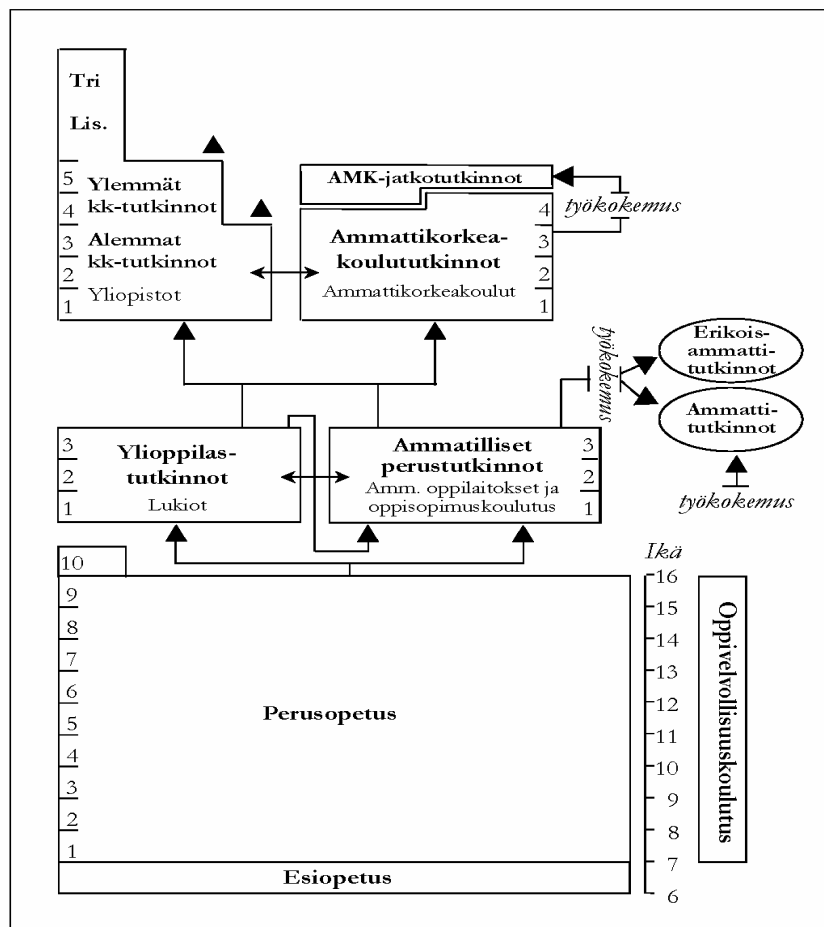 Tri
Lis.
5
4
3
2
1
Ylemmät
kk-tutkinnot
Alemmat
kk-tutkinnot
Yliopistot
AMK-jatkotutkinnot
Ammattikorkea-
koulututkinnot
Ammattikorkeakoulut
4
3
2
1
työkokemus
työkokemus
Erikois-
ammatti-
tutkinnot
Ammatti-
tutkinnot
työkokemus
3
2
1
Ylioppilas-
tutkinnot
Lukiot
Ammatilliset
perustutkinnot
Amm. oppilaitokset ja
oppisopimuskoulutus
3
2
1
10
9
8
7
6
5
4
3
2
1
Perusopetus
Esiopetus
Ikä
16
15
14
13
12
11
10
9
8
7
6
Oppivelvollisuuskoulutus